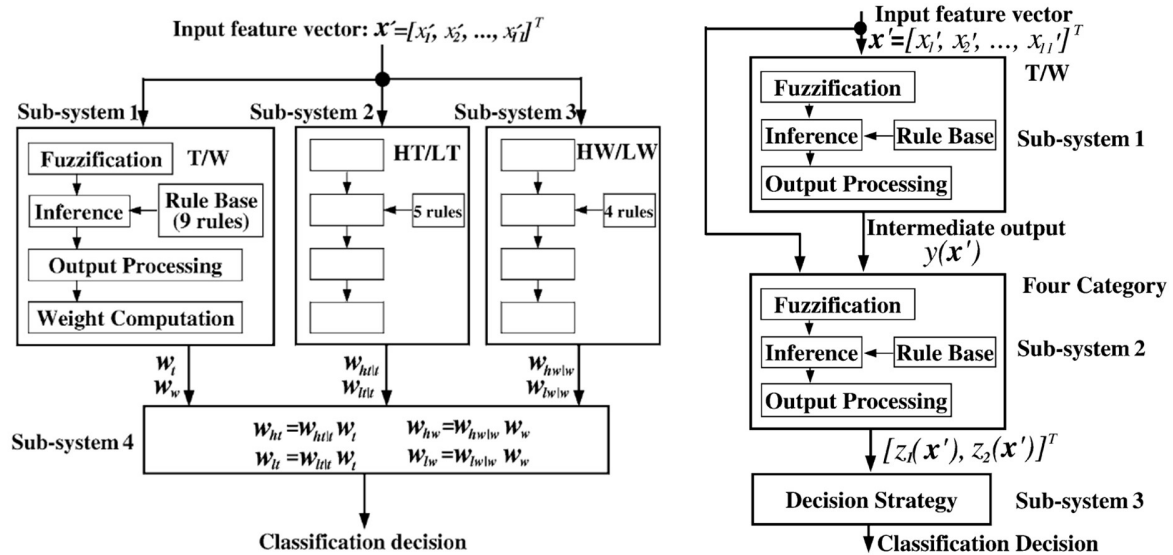 Input feature vector: x'=[x'1, x'2, ..., x'11]^T
Sub-system 1
Sub-system 2
Sub-system 3
Fuzzification
T/W
Inference
Rule Base
(9 rules)
Output Processing
Weight Computation
HT/LT
5 rules
HW/LW
4 rules
wt
ww
wht|t
wlt|t
whw|w
wlw|w
Sub-system 4
wht =wht|t wt
whw=whw|w ww
wlt =wlt|t wt
wlw=wlw|w ww
Classification decision
Input feature vector
x'=[x1', x2', ..., x11']^T
T/W
Fuzzification
Inference
Rule Base
Sub-system 1
Output Processing
Intermediate output
y(x')
Four Category
Fuzzification
Inference
Rule Base
Sub-system 2
Output Processing
[z1(x'), z2(x')]^T
Decision Strategy
Sub-system 3
Classification Decision